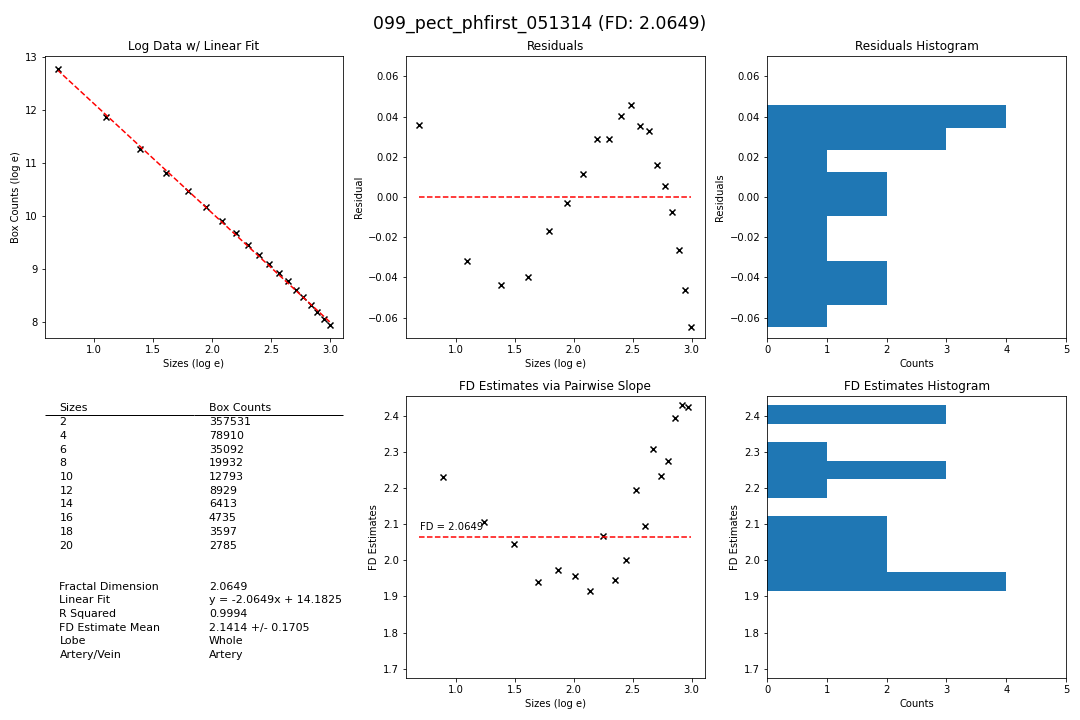 099_pect_phfirst_051314 (FD: 2.0649)
Log Data w/ Linear Fit
13
12
11
10
9
8
Box Counts (log e)
1.0 1.5 2.0 2.5 3.0
Sizes (log e)
Residuals
0.06
0.04
0.02
0.00
−0.02
−0.04
−0.06
Residual
1.0 1.5 2.0 2.5 3.0
Sizes (log e)
Residuals Histogram
0.06
0.04
0.02
0.00
−0.02
−0.04
−0.06
Residuals
0 1 2 3 4 5
Counts
Sizes Box Counts
2 357531
4 78910
6 35092
8 19932
10 12793
12 8929
14 6413
16 4735
18 3597
20 2785
Fractal Dimension 2.0649
Linear Fit y = -2.0649x + 14.1825
R Squared 0.9994
FD Estimate Mean 2.1414 +/- 0.1705
Lobe Whole
Artery/Vein Artery
FD Estimates via Pairwise Slope
2.4
2.3
2.2
2.1
2.0
1.9
1.8
1.7
FD Estimates
FD = 2.0649
1.0 1.5 2.0 2.5 3.0
Sizes (log e)
FD Estimates Histogram
2.4
2.3
2.2
2.1
2.0
1.9
1.8
1.7
FD Estimates
0 1 2 3 4 5
Counts